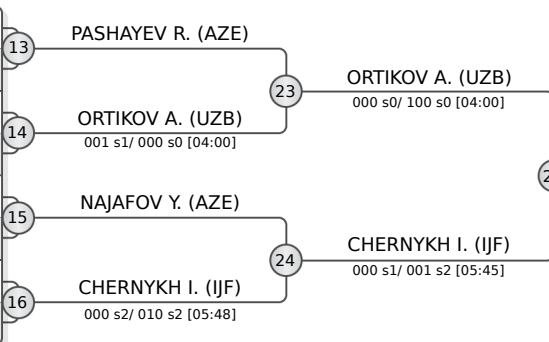 PASHAYEV R. (AZE)
13
23
ORTIKOV A. (UZB)
000 s0/ 100 s0 [04:00]
ORTIKOV A. (UZB)
14
001 s1/ 000 s0 [04:00]
NAJAFOV Y. (AZE)
15
24
CHERNYKH I. (IJF)
000 s1/ 001 s2 [05:45]
CHERNYKH I. (IJF)
16
000 s2/ 010 s2 [05:48]